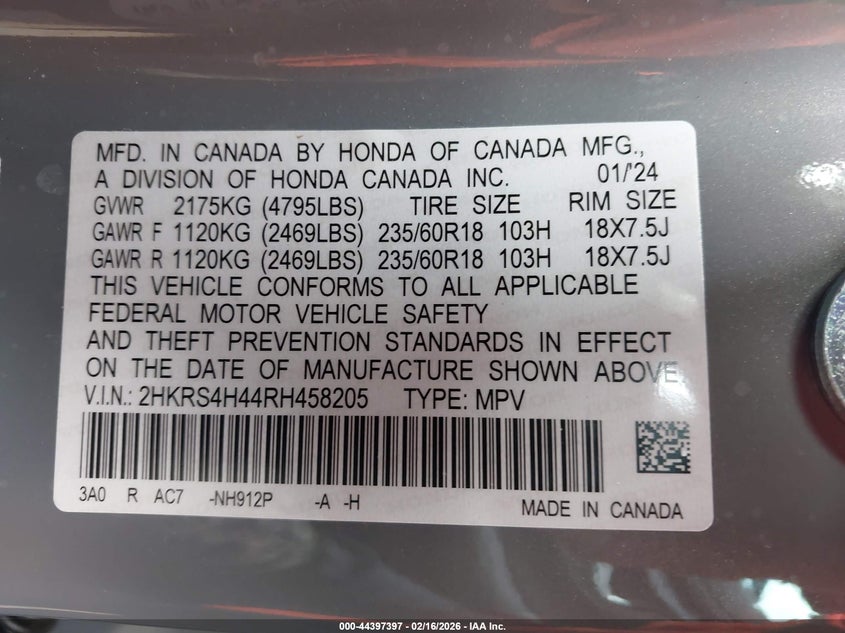 MFD. IN CANADA BY HONDA OF CANADA MFG.,
A DIVISION OF HONDA CANADA INC. 01/'24
GVWR 2175KG (4795LBS) TIRE SIZE RIM SIZE
GAWR F 1120KG (2469LBS) 235/60R18 103H 18X7.5J
GAWR R 1120KG (2469LBS) 235/60R18 103H 18X7.5J
THIS VEHICLE CONFORMS TO ALL APPLICABLE
FEDERAL MOTOR VEHICLE SAFETY
AND THEFT PREVENTION STANDARDS IN EFFECT
ON THE DATE OF MANUFACTURE SHOWN ABOVE.
V.I.N.: 2HKRS4H44RH458205 TYPE: MPV
3A0 R AC7 -NH912P -A -H MADE IN CANADA
000-44397397 - 02/16/2026 - IAA Inc.